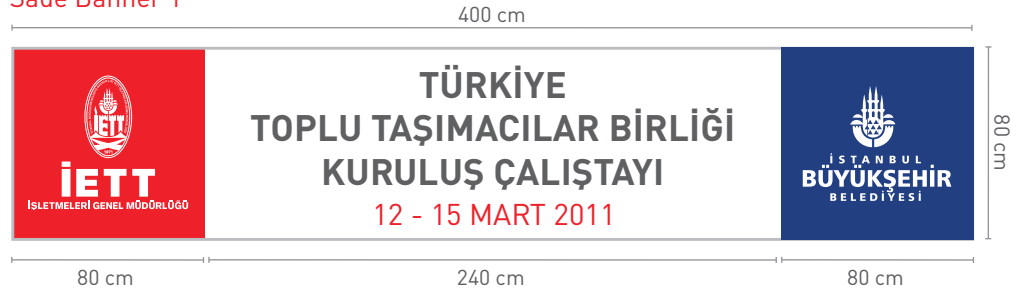 Sade Banner 1
400 cm
TÜRKİYE
TOPLU TAŞIMACILAR BİRLİĞİ
KURULUŞ ÇALIŞTAYI
12 - 15 MART 2011
İETT
İETT
İŞLETMELERİ GENEL MÜDÜRLÜĞÜ
İSTANBUL
BÜYÜKŞEHİR
BELEDİYESİ
80 cm
80 cm
240 cm
80 cm